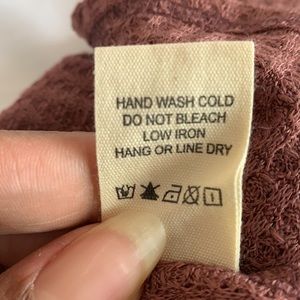 HAND WASH COLD
DO NOT BLEACH
LOW IRON
HANG OR LINE DRY